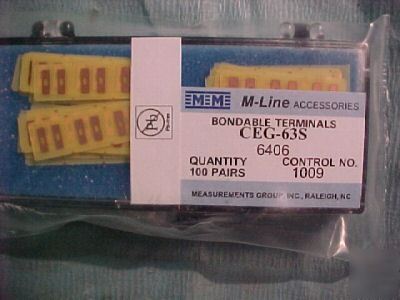 MM M-Line ACCESSORIES
BONDABLE TERMINALS
CEG-63S
6406
QUANTITY CONTROL NO.
100 PAIRS 1009
MEASUREMENTS GROUP, INC., RALEIGH, NC